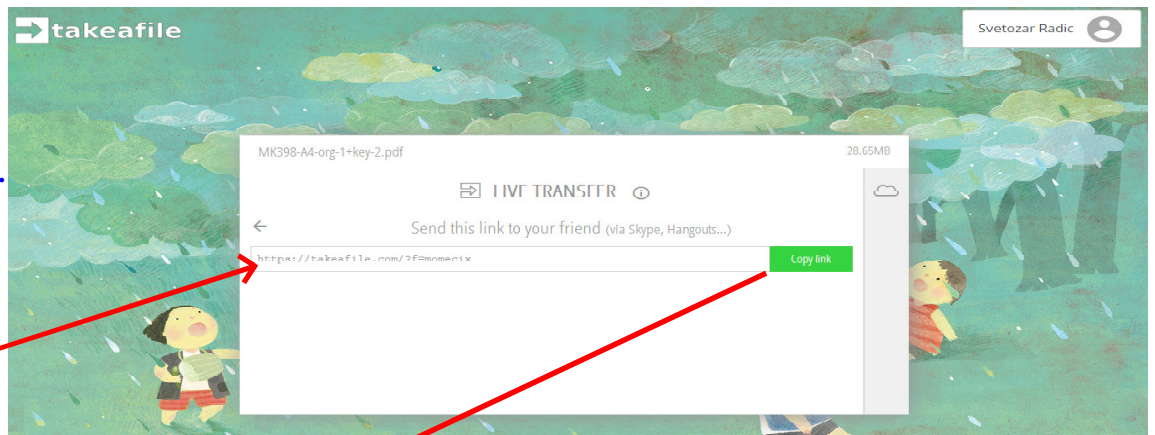 takeafile
Svetozar Radic
MK398-A4-org-1+key-2.pdf 28.65MB
LIVE TRANSFER
Send this link to your friend (via Skype, Hangouts...)
https://takeafile.com/?f=momecix Copy link